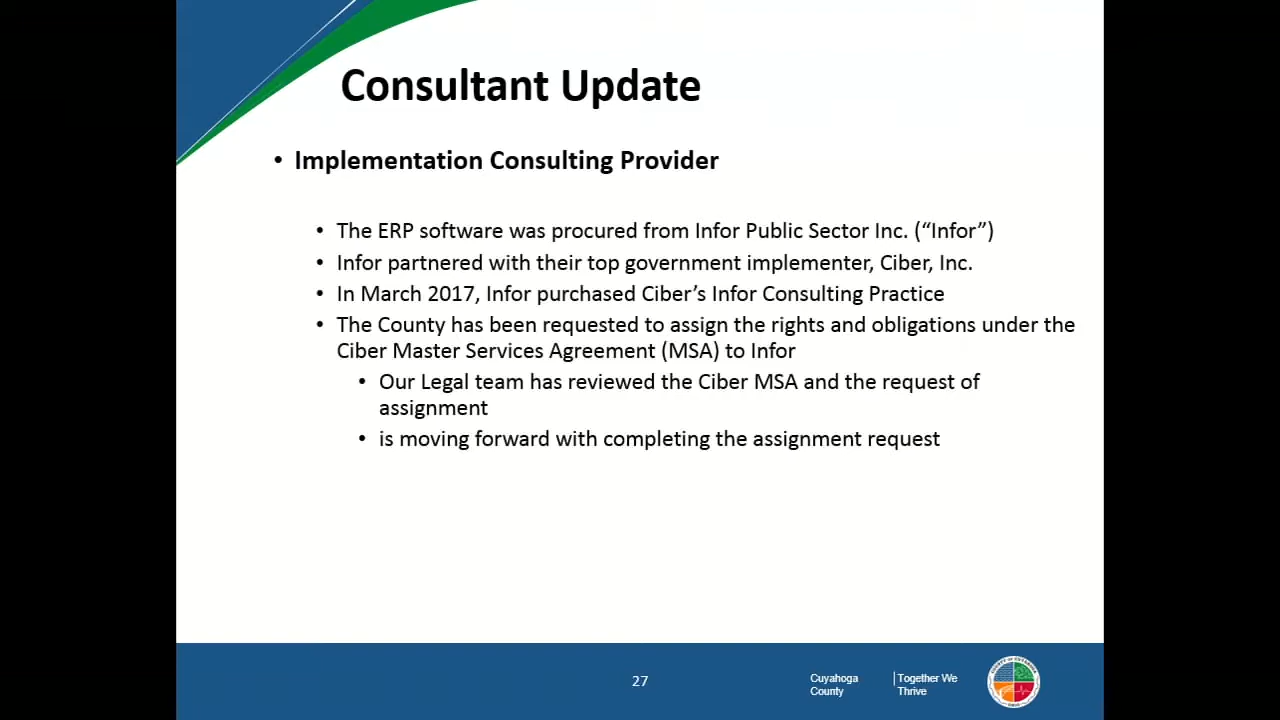 Consultant Update
• Implementation Consulting Provider
• The ERP software was procured from Infor Public Sector Inc. (“Infor”)
• Infor partnered with their top government implementer, Ciber, Inc.
• In March 2017, Infor purchased Ciber’s Infor Consulting Practice
• The County has been requested to assign the rights and obligations under the
Ciber Master Services Agreement (MSA) to Infor
• Our Legal team has reviewed the Ciber MSA and the request of
assignment
• is moving forward with completing the assignment request
27
Cuyahoga
County
Together We
Thrive